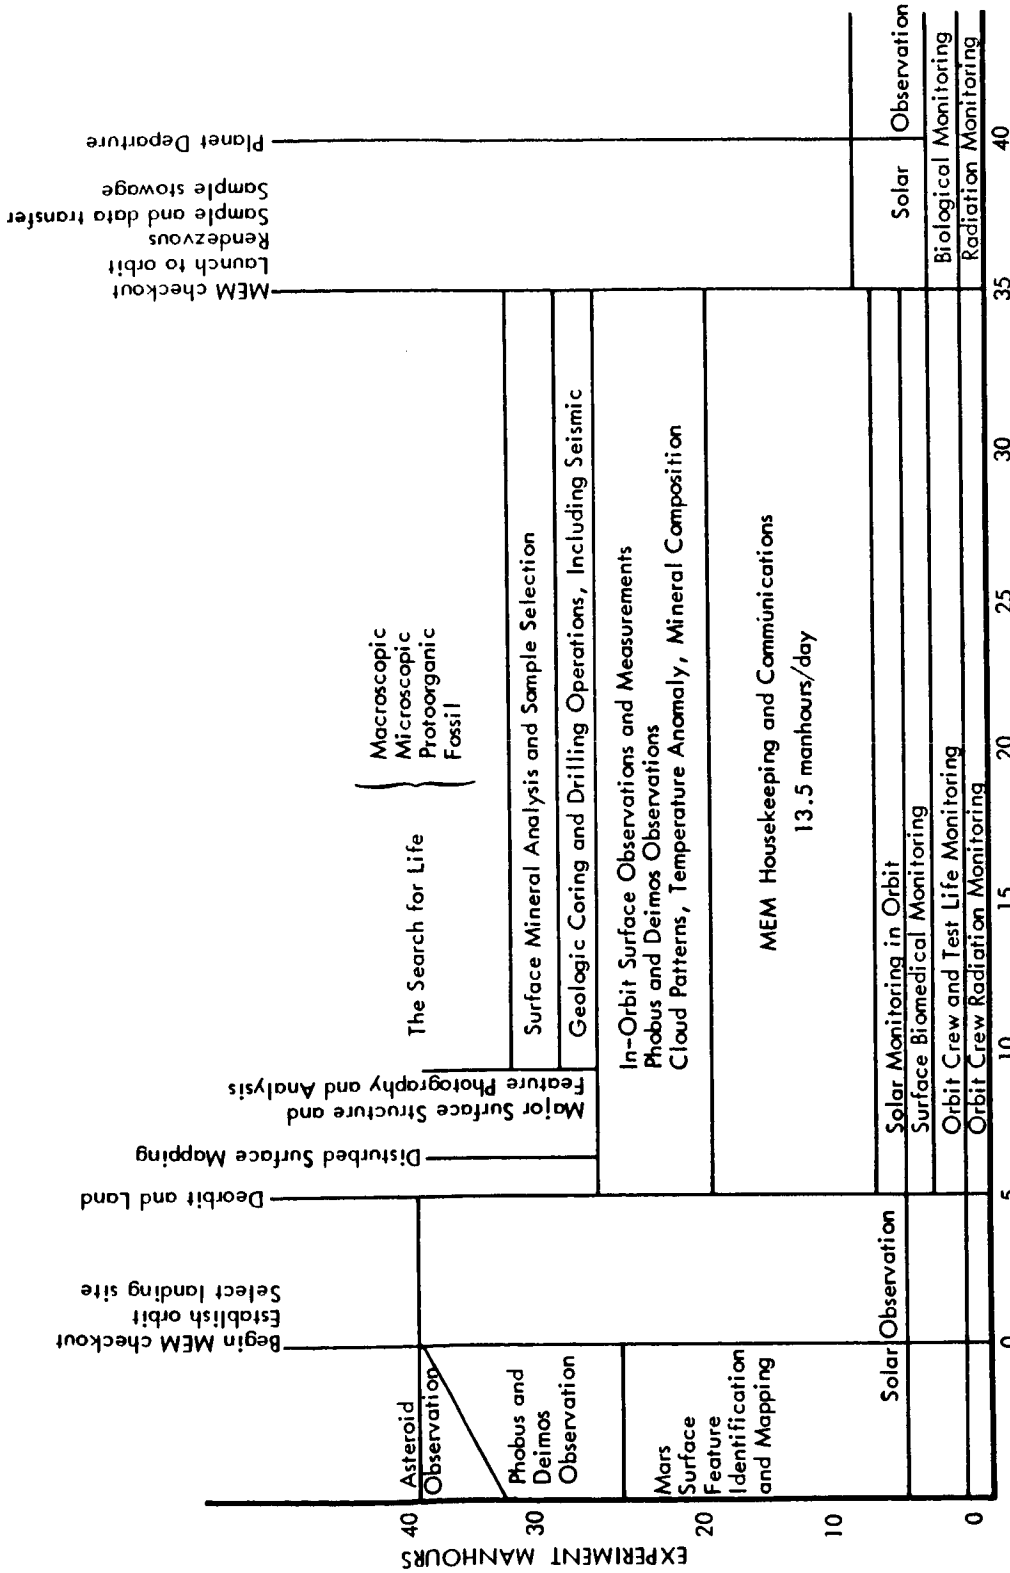 Begin MEM checkout
Establish orbit
Select landing site
Deorbit and Land
Disturbed Surface Mapping
Major Surface Structure and
Feature Photography and Analysis
MEM checkout
Launch to orbit
Rendezvous
Sample and data transfer
Sample stowage
Planet Departure
EXPERIMENT MANHOURS
40
30
20
10
0
Asteroid
Observation
Phobus and
Deimos
Observation
Mars
Surface
Feature
Identification
and Mapping
Solar Observation
The Search for Life
Macroscopic
Microscopic
Protoorganic
Fossil
Surface Mineral Analysis and Sample Selection
Geologic Coring and Drilling Operations, Including Seismic
In-Orbit Surface Observations and Measurements
Phobus and Deimos Observations
Cloud Patterns, Temperature Anomaly, Mineral Composition
MEM Housekeeping and Communications
13.5 manhours/day
Solar Monitoring in Orbit
Surface Biomedical Monitoring
Orbit Crew and Test Life Monitoring
Orbit Crew Radiation Monitoring
Solar Observation
Biological Monitoring
Radiation Monitoring
0
5
10
15
20
25
30
35
40